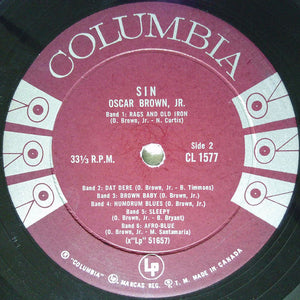 COLUMBIA
SIN
OSCAR BROWN, JR.
Band 1: RAGS AND OLD IRON
(O. Brown, Jr. - N. Curtis)
33⅓ R.P.M.
Side 2
CL 1577
Band 2: DAT DERE (O. Brown, Jr. - B. Timmons)
Band 3: BROWN BABY (O. Brown, Jr.)
Band 4: HUMDRUM BLUES (O. Brown, Jr.)
Band 5: SLEEPY
(O. Brown, Jr. - B. Bryant)
Band 6: AFRO-BLUE
(O. Brown, Jr. - M. Santamaria)
(x"Lp" 51657)
Lp
® "COLUMBIA" MARCAS REG. T.M. MADE IN CANADA